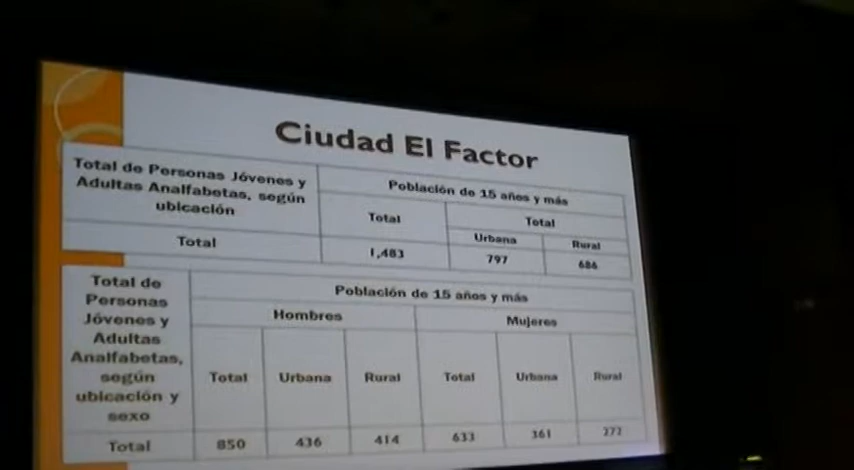 Ciudad El Factor
Total de Personas Jóvenes y
Adultas Analfabetas, según
ubicación
Población de 15 años y más
Total
Total
Urbana
Rural
Total
1,483
797
686
Total de
Personas
Jóvenes y
Adultas
Analfabetas,
según
ubicación y
sexo
Población de 15 años y más
Hombres
Mujeres
Total
Urbana
Rural
Total
Urbana
Rural
Total
850
436
414
633
361
272